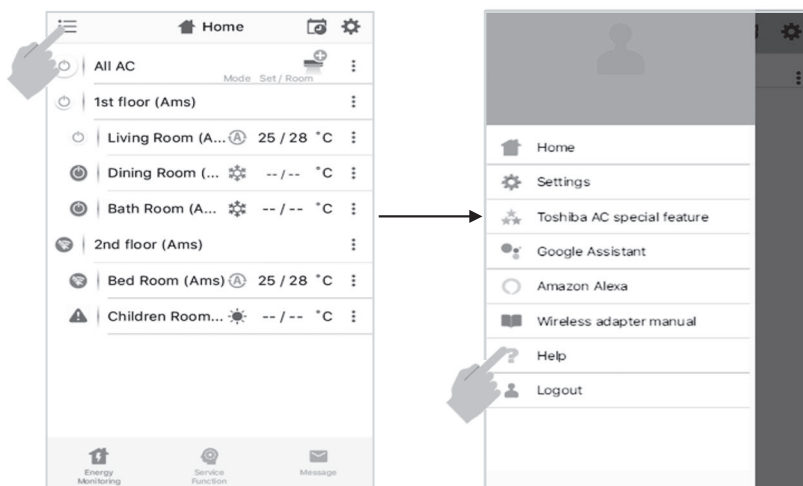 Home
All AC
Mode Set / Room
1st floor (Ams)
Living Room (A... A 25 / 28 °C
Dining Room (... -- / -- °C
Bath Room (A... -- / -- °C
2nd floor (Ams)
Bed Room (Ams) A 25 / 28 °C
Children Room... -- / -- °C
Energy Monitoring
Service Function
Message
Home
Settings
Toshiba AC special feature
Google Assistant
Amazon Alexa
Wireless adapter manual
Help
Logout